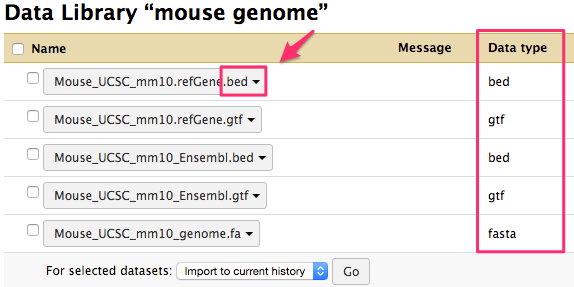 Data Library “mouse genome”
Name Message Data type
Mouse_UCSC_mm10.refGene.bed bed
Mouse_UCSC_mm10.refGene.gtf gtf
Mouse_UCSC_mm10_Ensembl.bed bed
Mouse_UCSC_mm10_Ensembl.gtf gtf
Mouse_UCSC_mm10_genome.fa fasta
For selected datasets: Import to current history Go